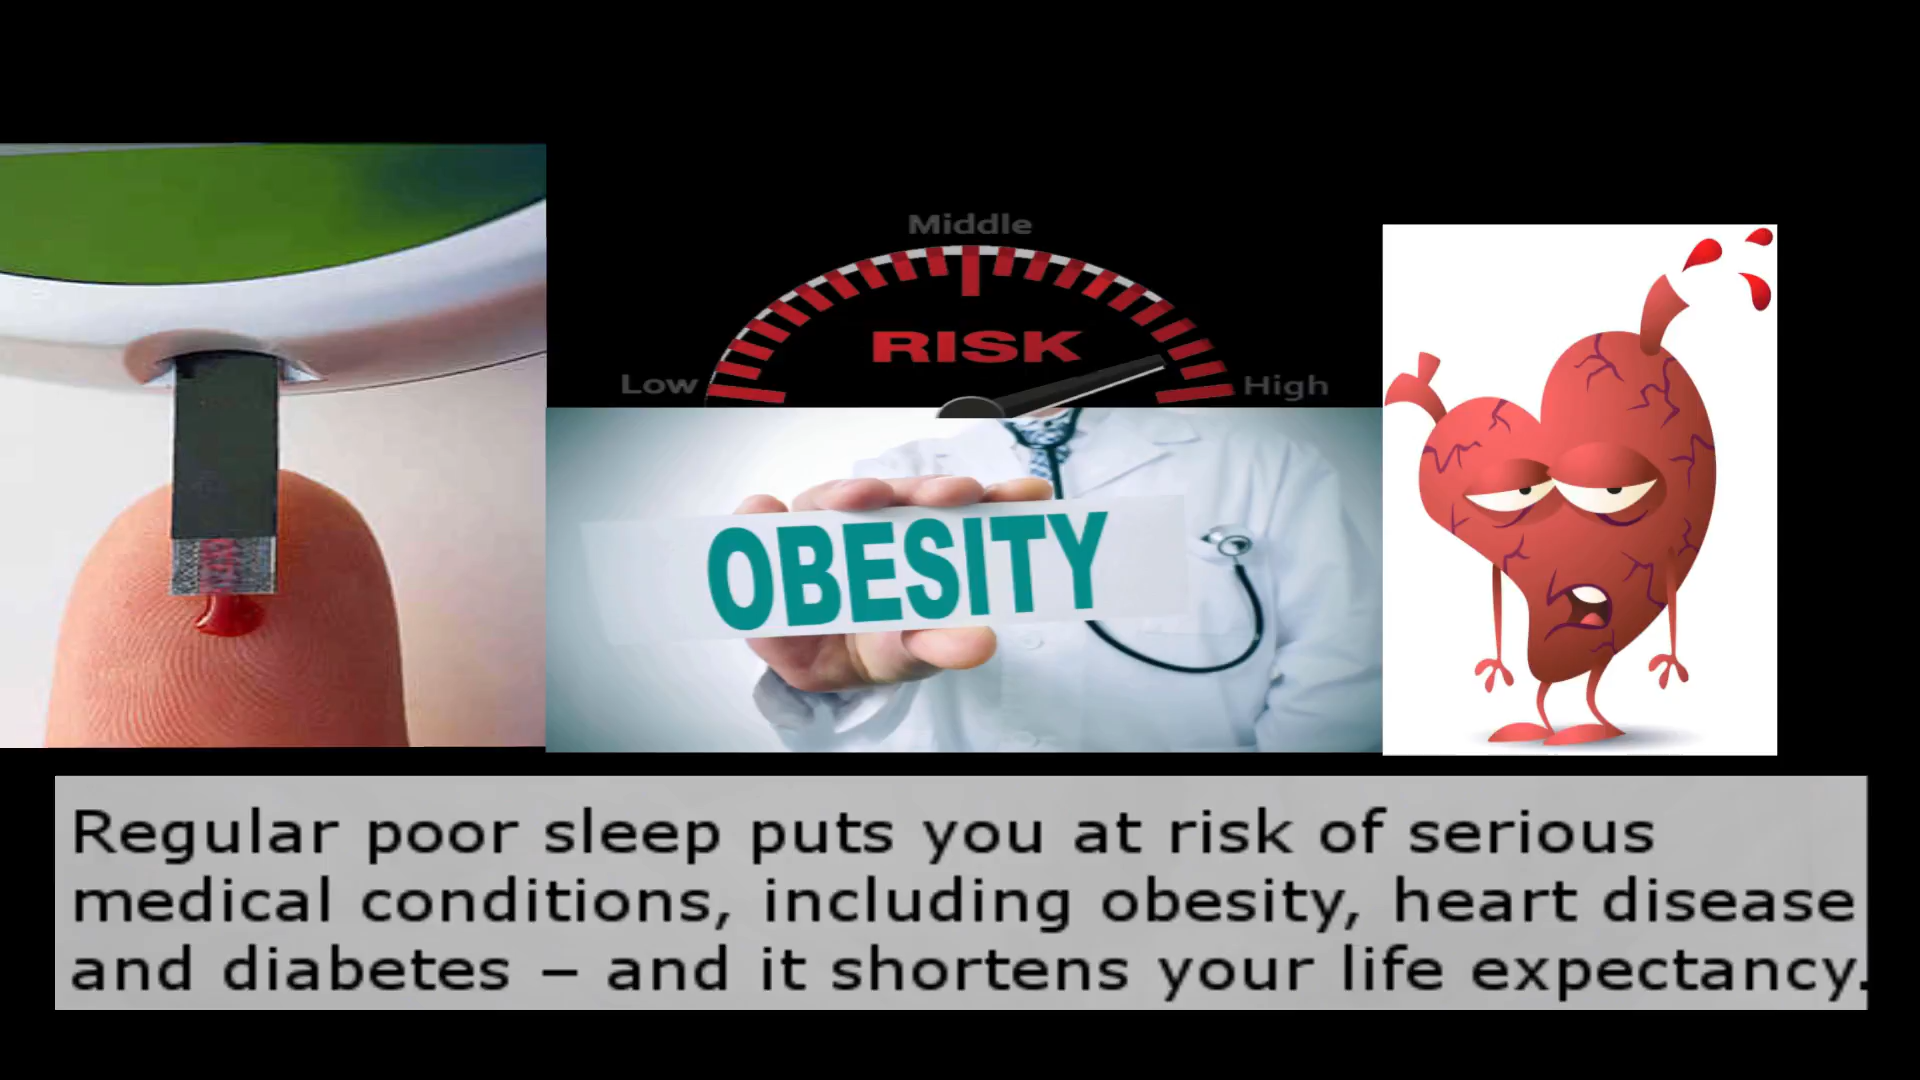 Middle
RISK
Low
High
OBESITY
Regular poor sleep puts you at risk of serious
medical conditions, including obesity, heart disease
and diabetes – and it shortens your life expectancy.